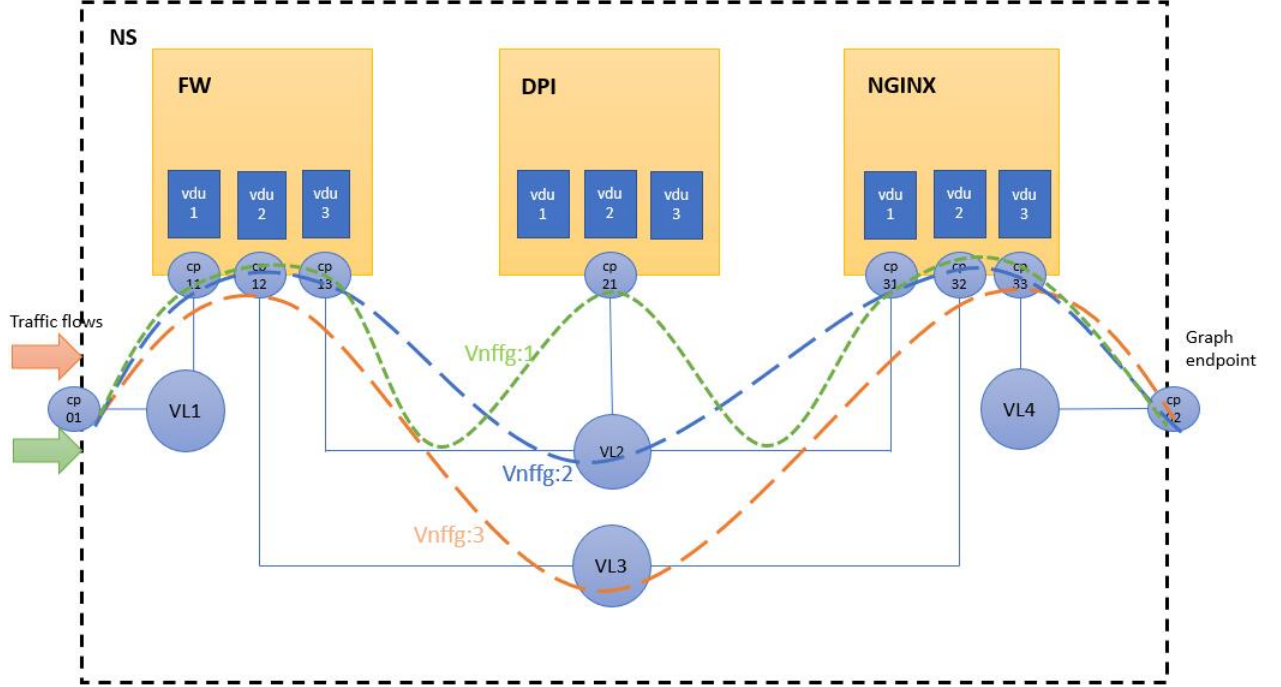 NS
FW
DPI
NGINX
vdu
1
vdu
2
vdu
3
vdu
1
vdu
2
vdu
3
vdu
1
vdu
2
vdu
3
cp
11
cp
12
cp
13
cp
21
cp
31
cp
32
cp
33
Traffic flows
Vnffg:1
Graph
endpoint
cp
01
VL1
VL4
cp
02
VL2
Vnffg:2
Vnffg:3
VL3